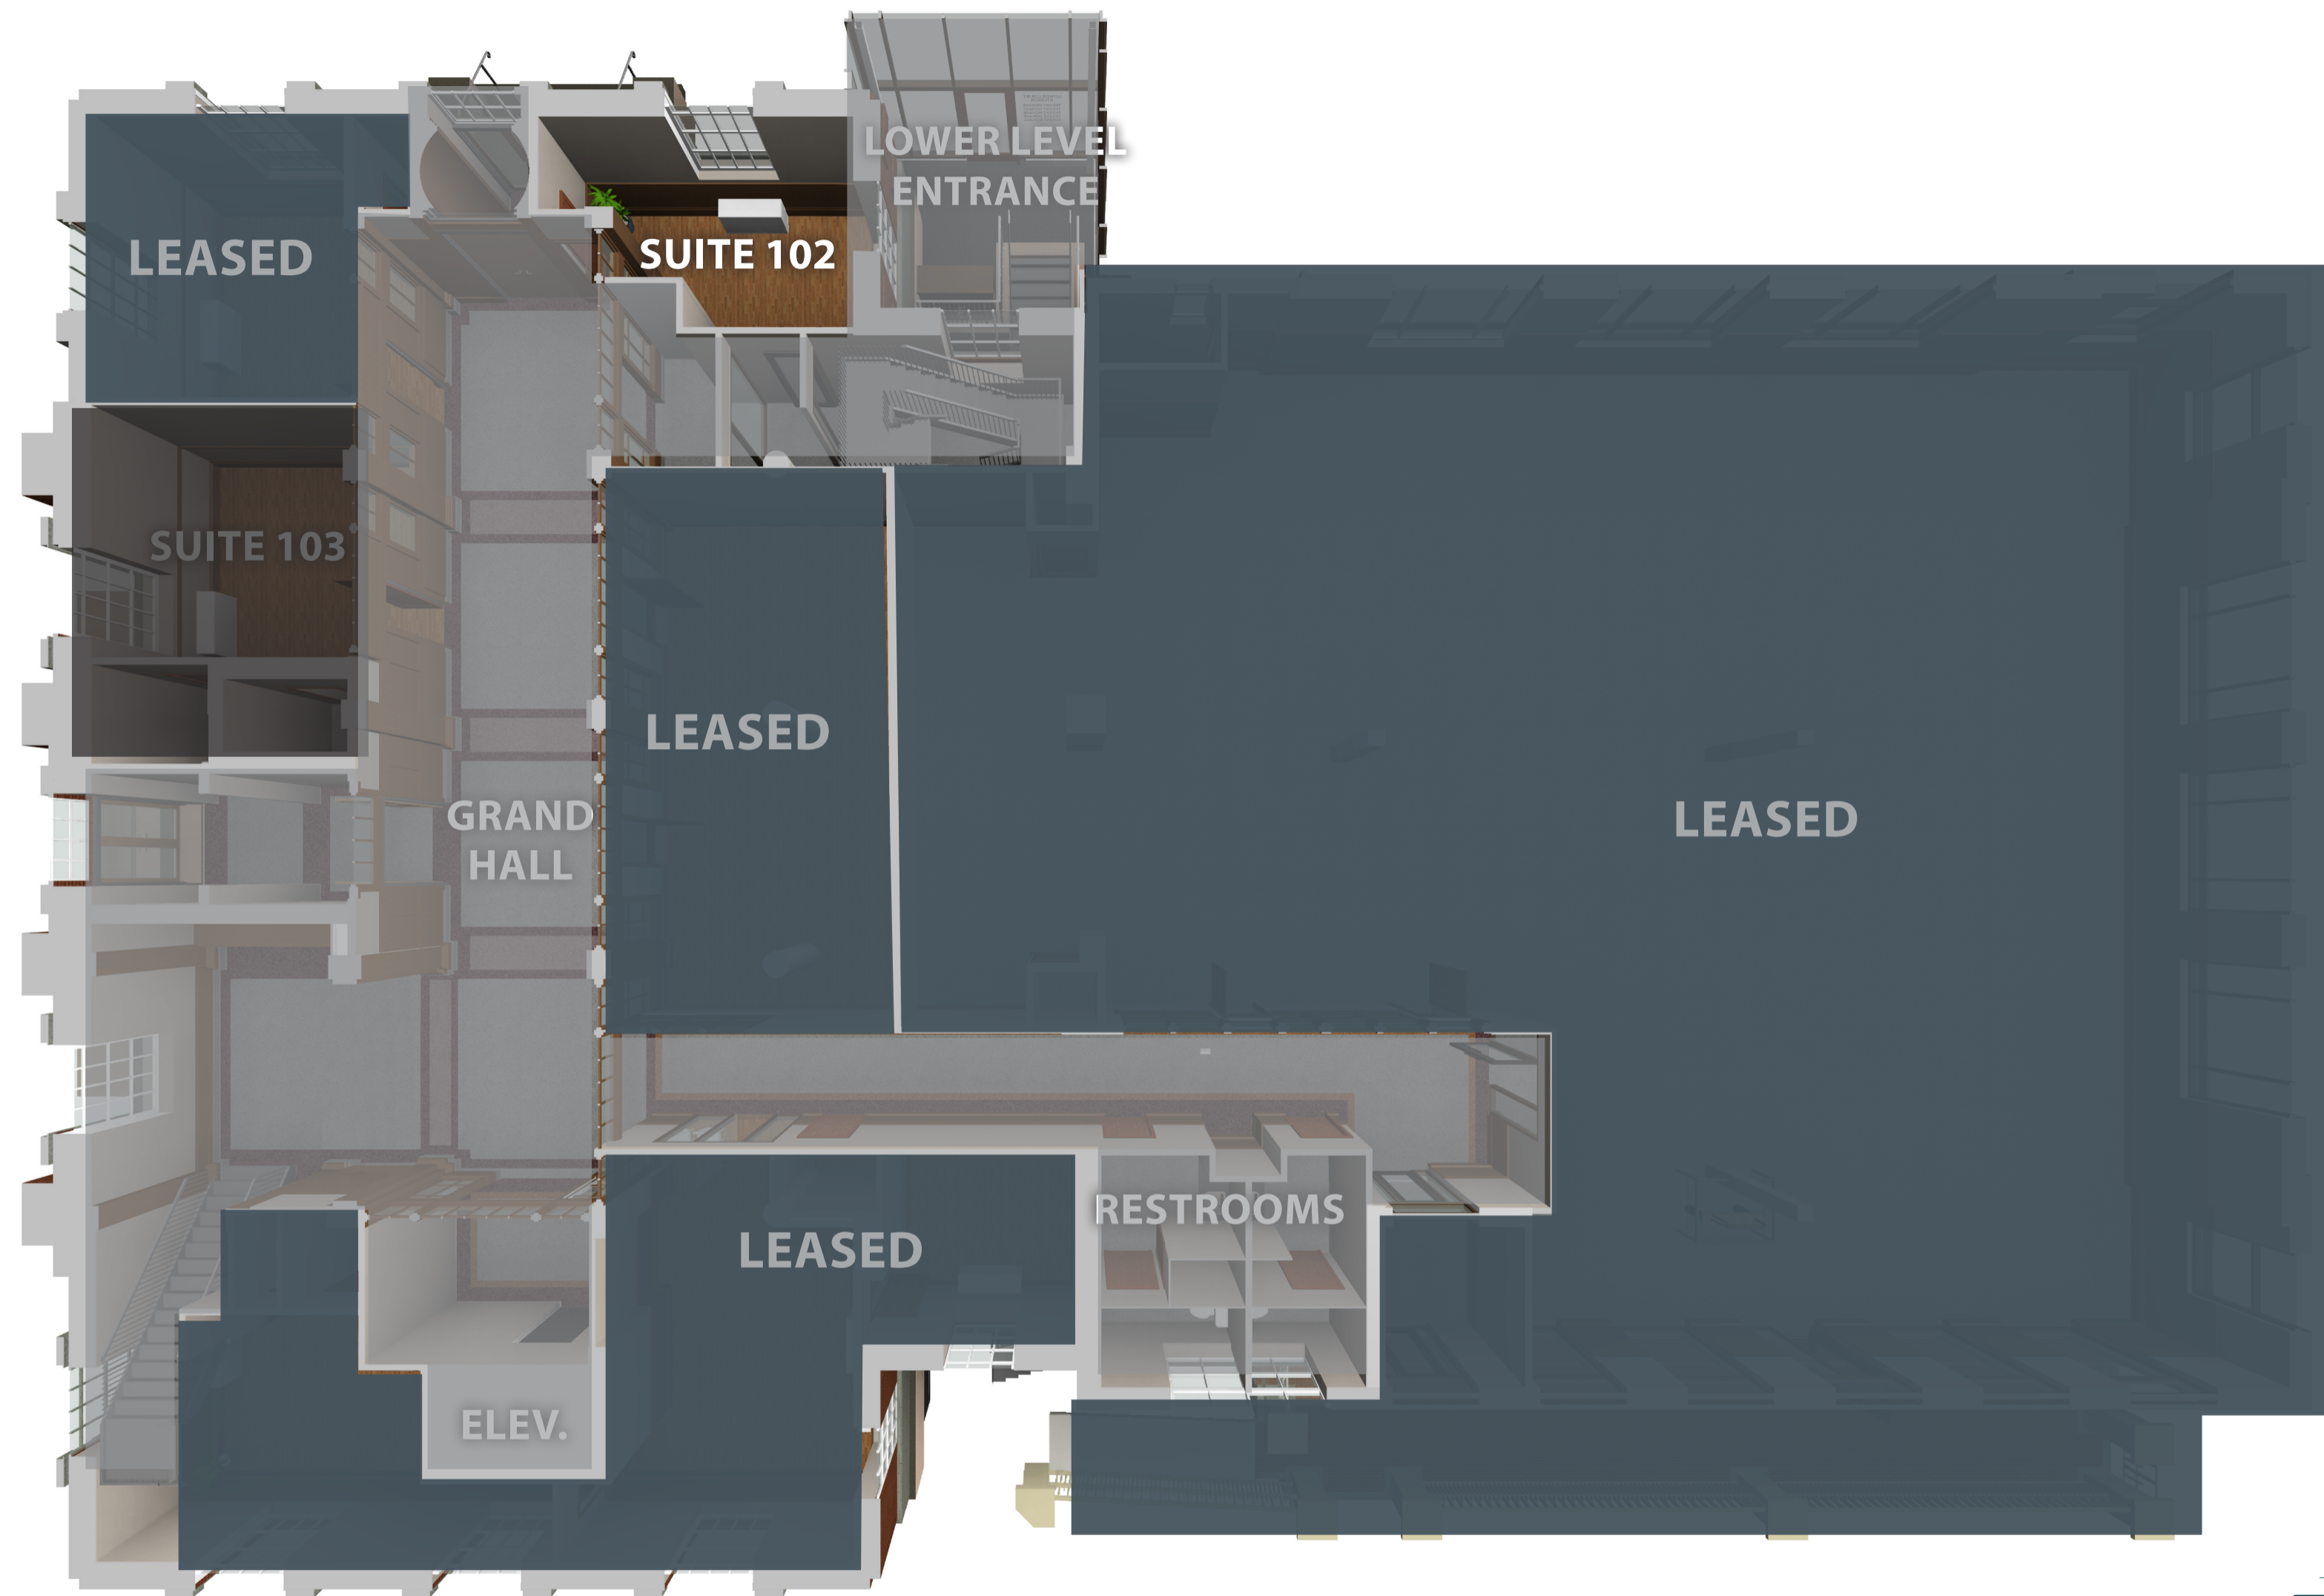 LOWER LEVEL
ENTRANCE
LEASED
SUITE 102
SUITE 103
LEASED
GRAND
HALL
LEASED
RESTROOMS
LEASED
ELEV.